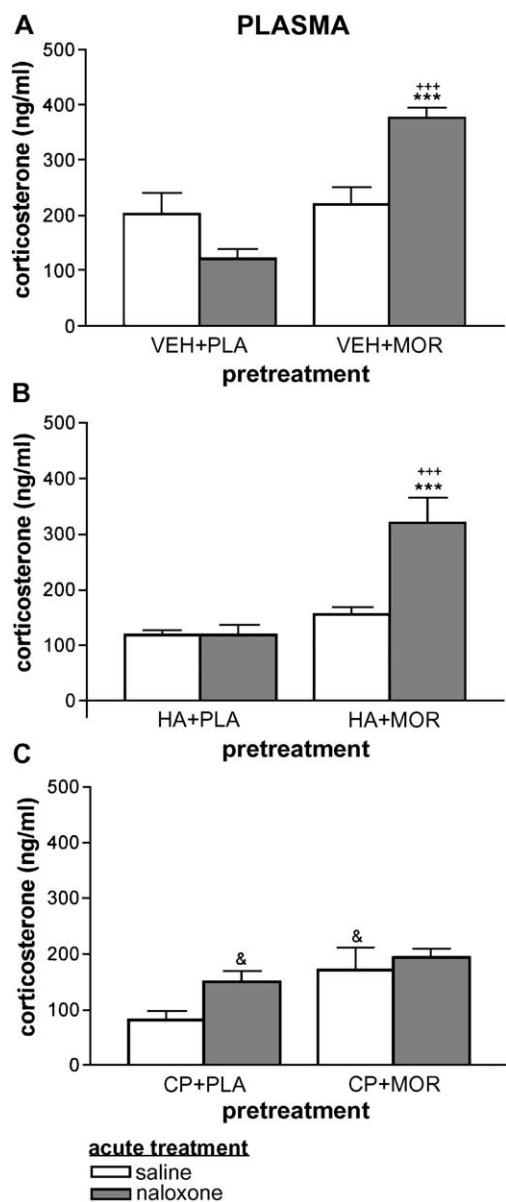 A
PLASMA
corticosterone (ng/ml)
500
400
300
200
100
0
+++
***
VEH+PLA VEH+MOR
pretreatment
B
corticosterone (ng/ml)
500
400
300
200
100
0
+++
***
HA+PLA HA+MOR
pretreatment
C
corticosterone (ng/ml)
500
400
300
200
100
0
&
&
CP+PLA CP+MOR
pretreatment
acute treatment
saline
naloxone